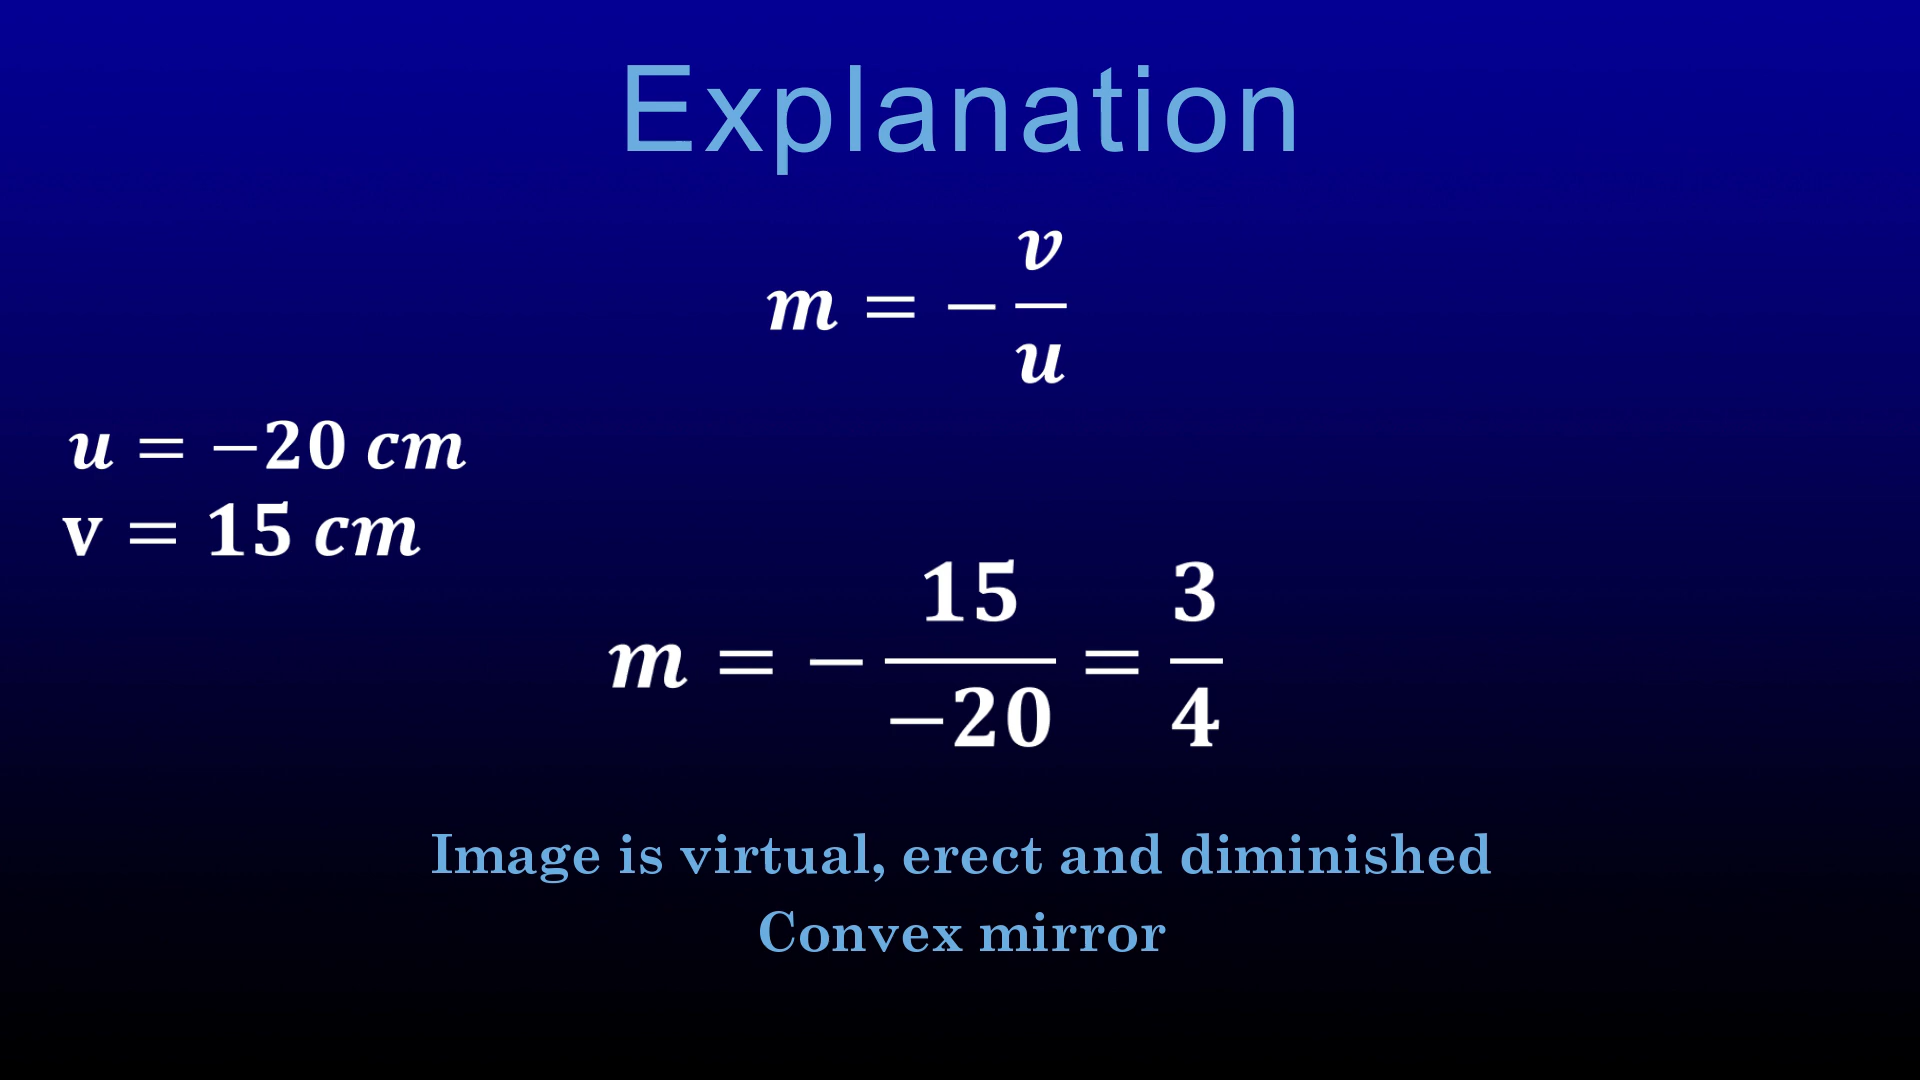 Explanation
m = − v/u
u = −20 cm
v = 15 cm
m = − 15/−20 = 3/4
Image is virtual, erect and diminished
Convex mirror